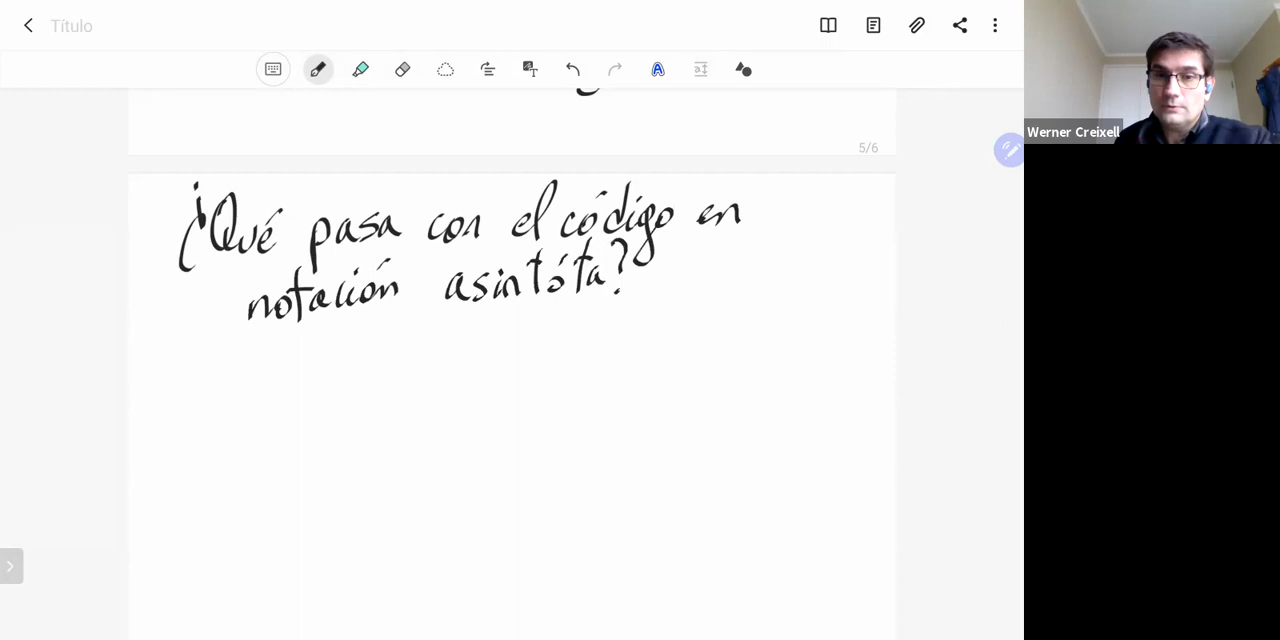 Título
5/6
¿Qué pasa con el código en
notación asintóta?
Werner Creixell